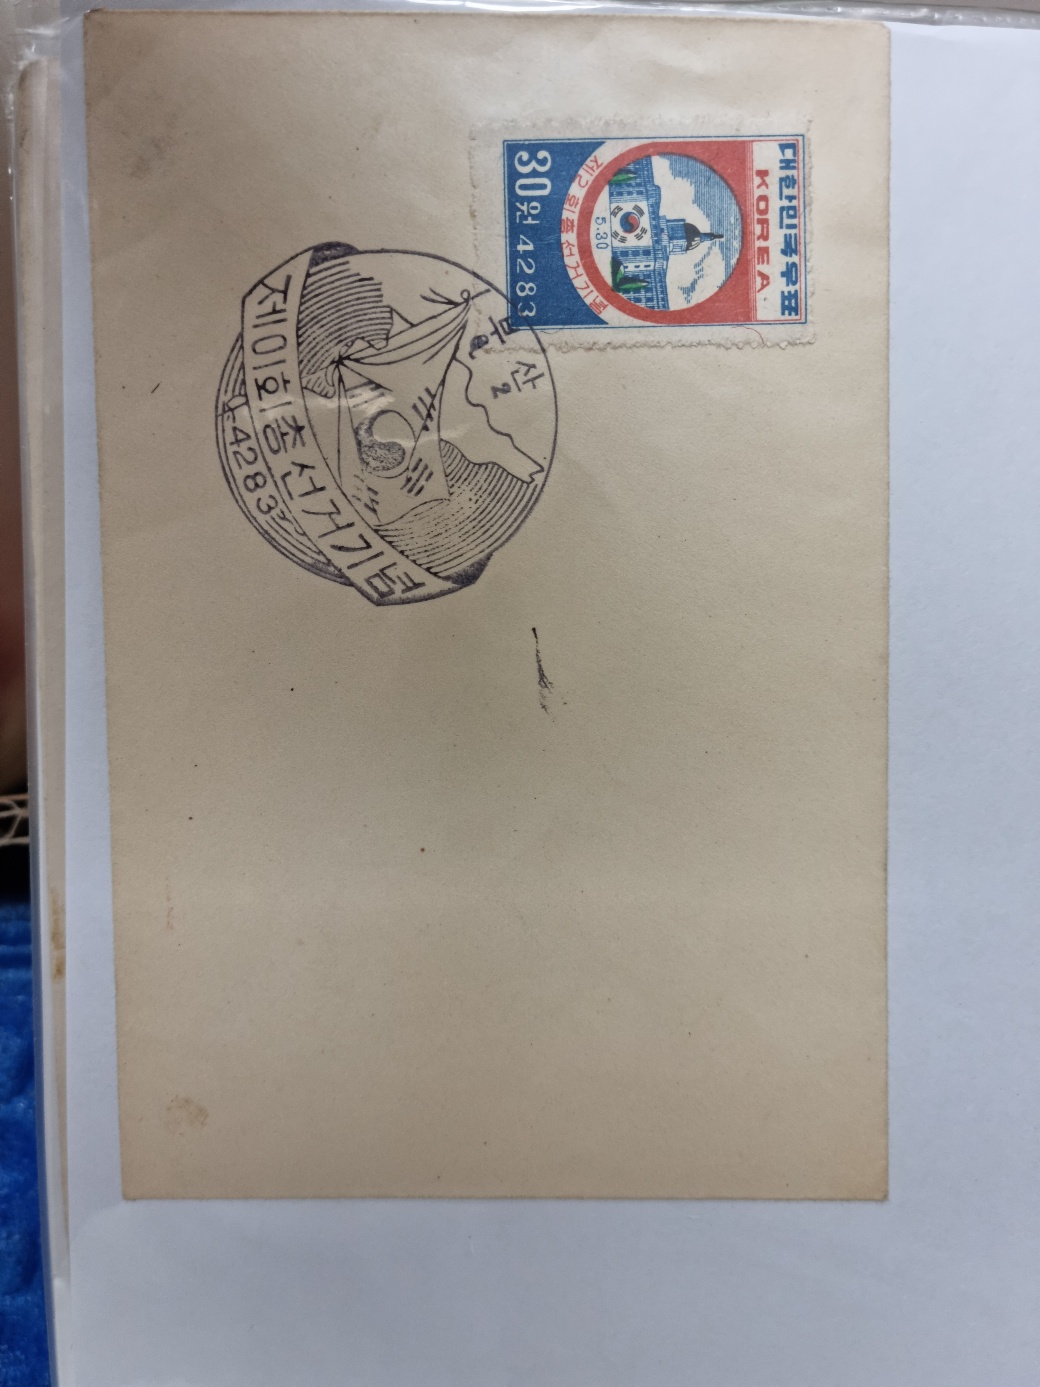 대한민국우표
KOREA.
5.30
제2회총선거기념
30원 4283
부산
제이회총선거기념
4283